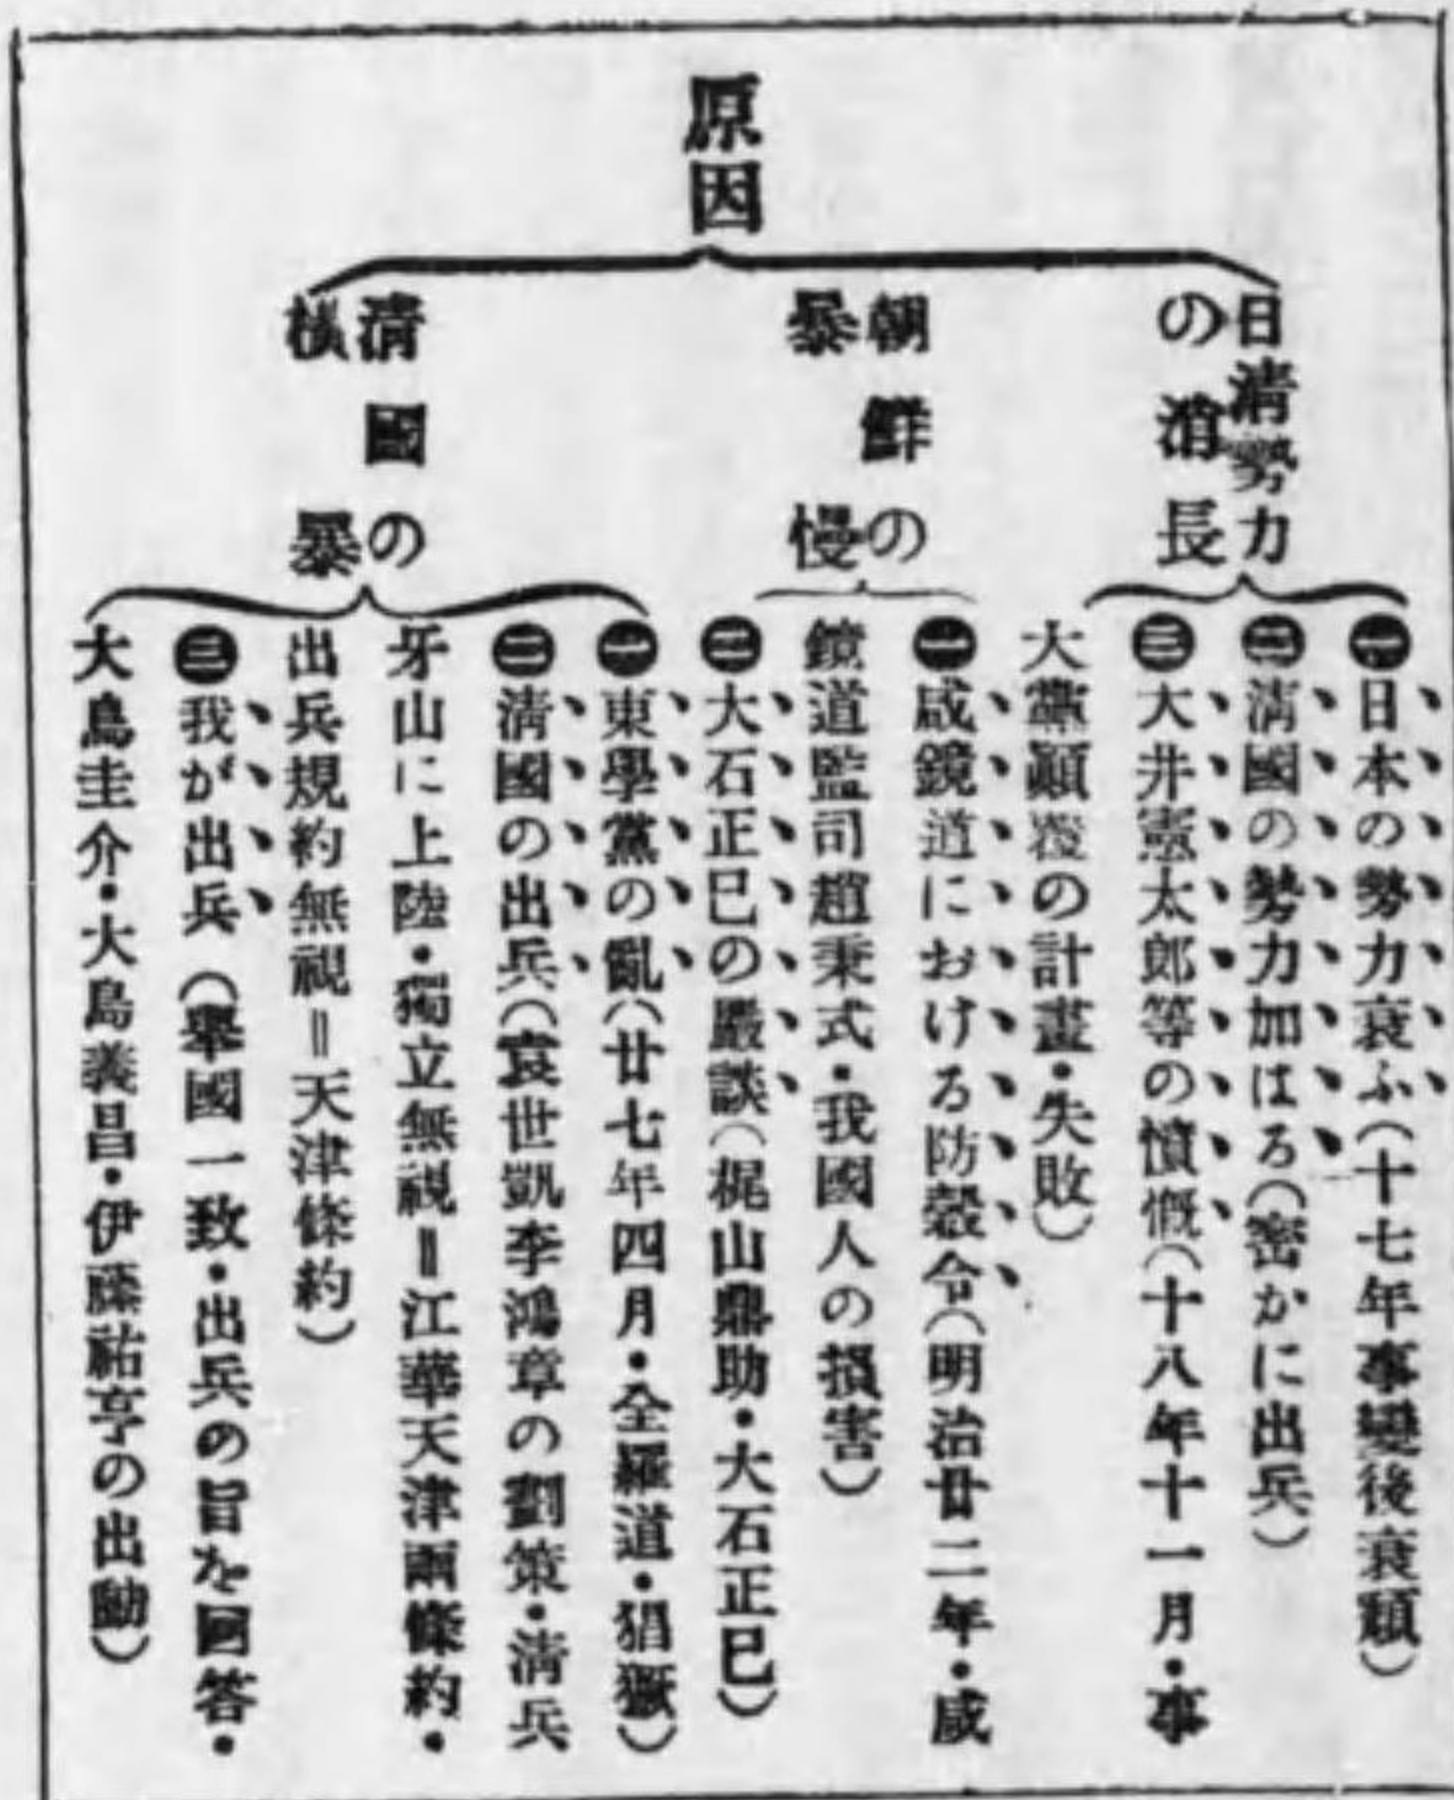 原因
日淸勢力
の消長
㊀日本の勢力衰ふ(十七年事變後衰頽)
㊁淸國の勢力加はる(密かに出兵)
㊂大井憲太郞等の憤慨(十八年十一月・事
大黨顚覆の計畫・失敗)
朝鮮の
暴慢
㊀咸鏡道における防穀令(明治廿二年・咸
鏡道監司趙秉式・我國人の損害)
㊁大石正巳の嚴談(梶山鼎助・大石正巳)
淸國の
橫暴
㊀東學黨の亂(廿七年四月・全羅道・猖獗)
㊁淸國の出兵(袁世凱李鴻章の劃策・淸兵
牙山に上陸・獨立無視=江華天津兩條約・
出兵規約無視=天津條約)
㊂我が出兵(擧國一致・出兵の旨を回答・
大鳥圭介・大島義昌・伊藤祐亨の出動)